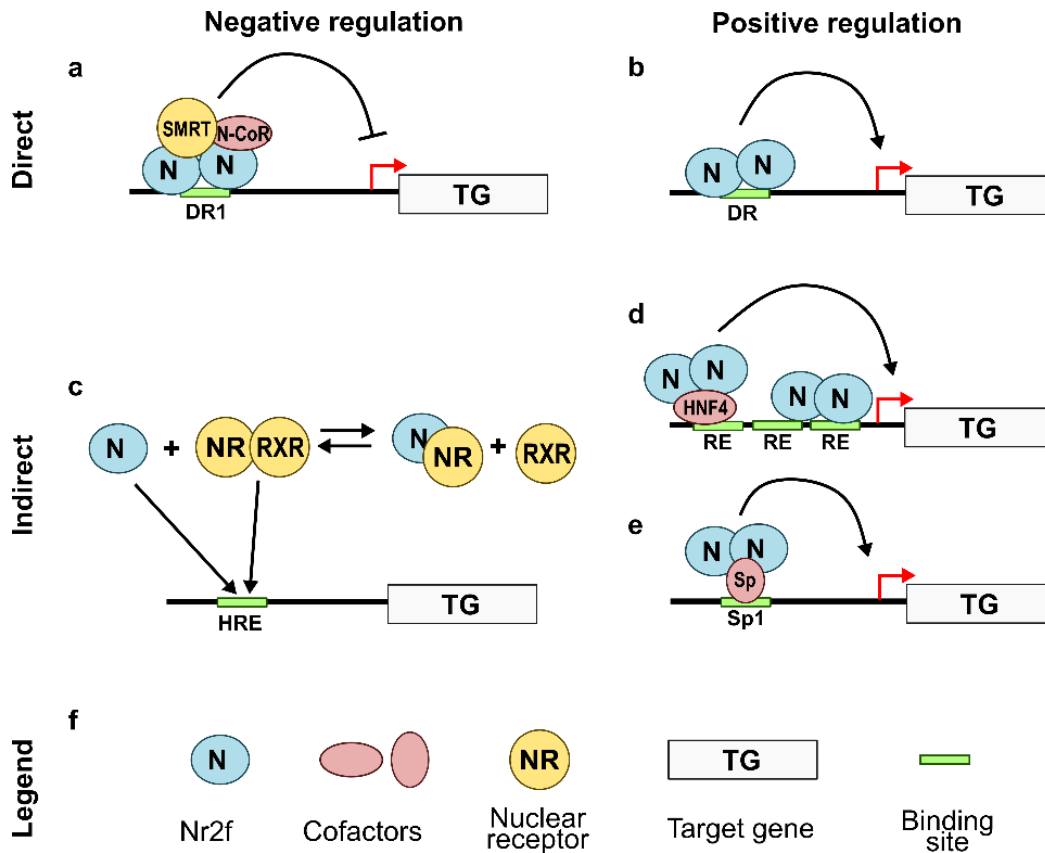 Negative regulation
Positive regulation
Direct
a
SMRT
N-CoR
N
N
DR1
TG
b
N
N
DR
TG
Indirect
c
N
+
NR
RXR
N
NR
+
RXR
HRE
TG
d
N
N
HNF4
N
N
RE
RE
RE
TG
e
N
N
Sp
Sp1
TG
Legend
f
N
NR
TG
Nr2f
Cofactors
Nuclear
receptor
Target gene
Binding
site